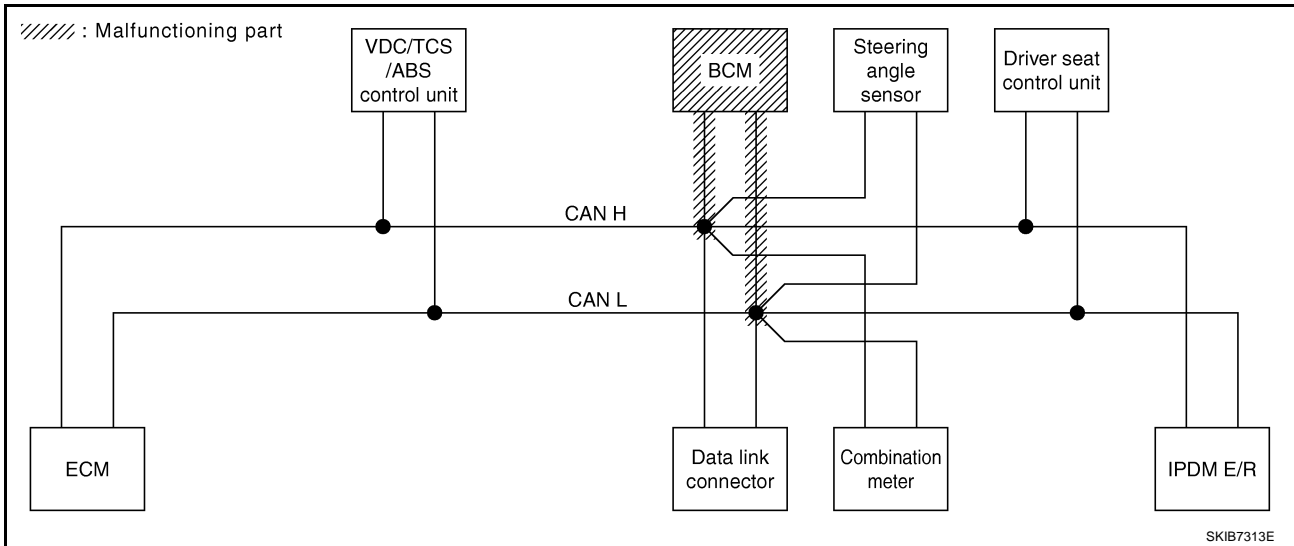 : Malfunctioning part
VDC/TCS
/ABS
control unit
BCM
Steering
angle
sensor
Driver seat
control unit
CAN H
CAN L
ECM
Data link
connector
Combination
meter
IPDM E/R
SKIB7313E